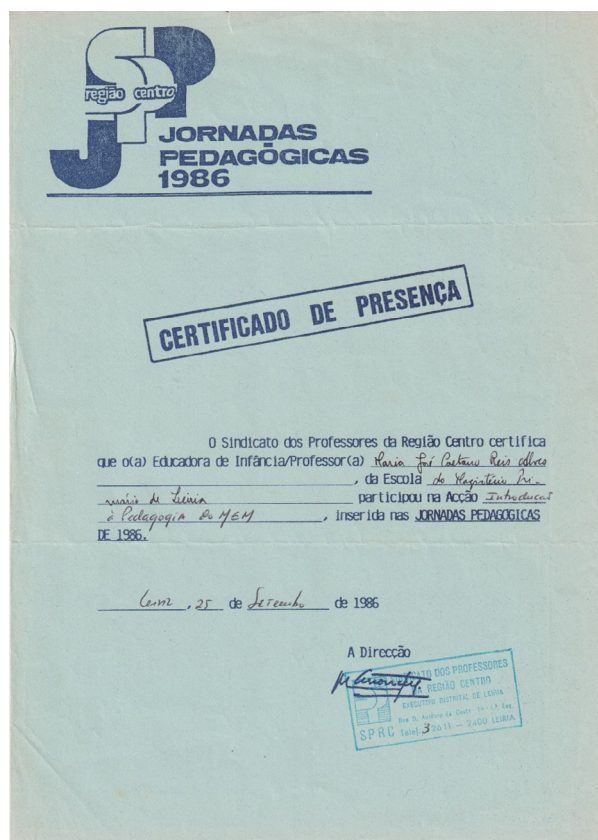 região centro
JORNADAS
PEDAGÓGICAS
1986
CERTIFICADO DE PRESENÇA
O Sindicato dos Professores da Região Centro certifica
que o(a) Educadora de Infância/Professor(a) Maria José Caetano Reis Alves
, da Escola do Magistério Pri-
mário de Leiria participou na Acção Introdução
à Pedagogia do MEM, inserida nas JORNADAS PEDAGÓGICAS
DE 1986.
Leiria, 25 de Setembro de 1986
A Direcção
CATO DOS PROFESSORES
REGIÃO CENTRO
EXECUTIVO DISTRITAL DE LEIRIA
SPRC Telef. 32615 - 2400 LEIRIA